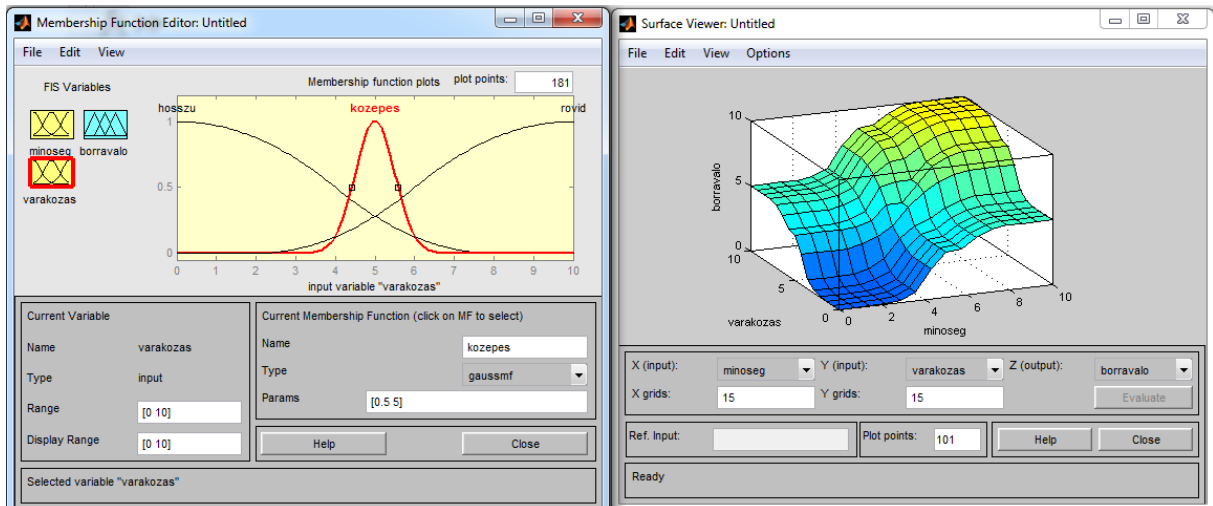 Membership Function Editor: Untitled
File Edit View
FIS Variables
minoseg borravalo
varakozas
Membership function plots plot points: 181
hosszu kozepes rovid
1
0.5
0
0 1 2 3 4 5 6 7 8 9 10
input variable "varakozas"
Current Variable
Name varakozas
Type input
Range [0 10]
Display Range [0 10]
Current Membership Function (click on MF to select)
Name kozepes
Type gaussmf
Params [0.5 5]
Help Close
Selected variable "varakozas"
Surface Viewer: Untitled
File Edit View Options
10
5
0
borravalo
10
5
0
varakozas
0 2 4 6 8 10
minoseg
X (input): minoseg Y (input): varakozas Z (output): borravalo
X grids: 15 Y grids: 15 Evaluate
Ref. Input: Plot points: 101 Help Close
Ready